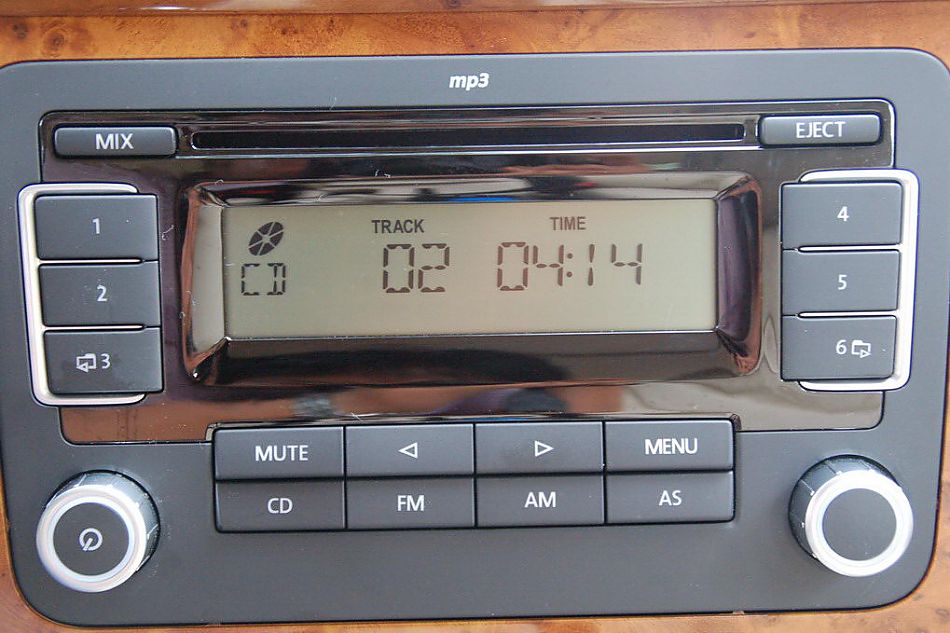 mp3
MIX EJECT
1 4
TRACK TIME
CD 02 04:14
2 5
3 6
MUTE MENU
CD FM AM AS